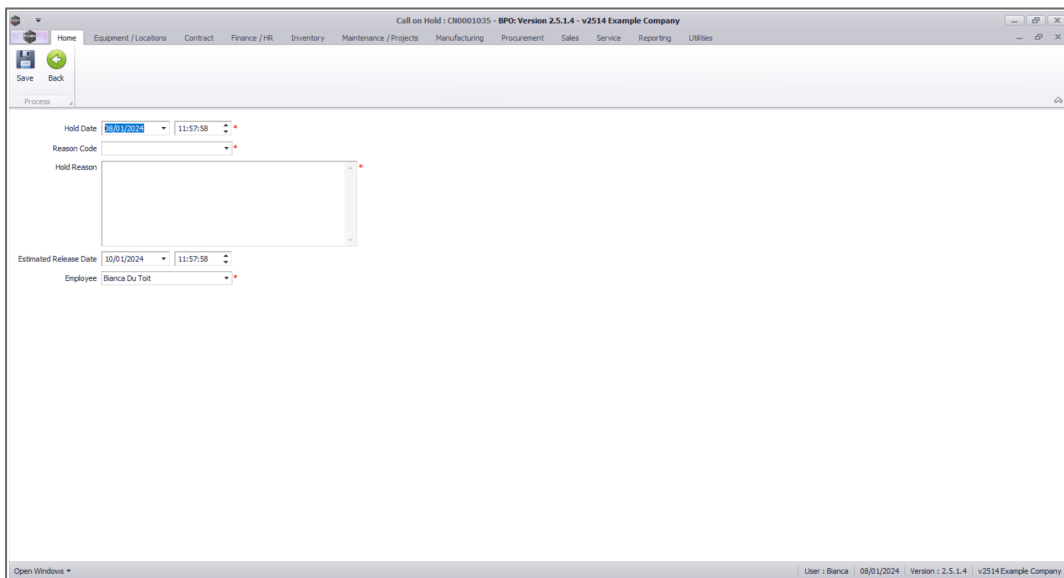 Call on Hold : CN0001035 - BPO: Version 2.5.1.4 - v2514 Example Company
Home Equipment / Locations Contract Finance / HR Inventory Maintenance / Projects Manufacturing Procurement Sales Service Reporting Utilities
Save Back
Process
Hold Date 08/01/2024 11:57:58 *
Reason Code *
Hold Reason *
Estimated Release Date 10/01/2024 11:57:58
Employee Bianca Du Toit *
Open Windows User : Bianca 08/01/2024 Version : 2.5.1.4 v2514 Example Company